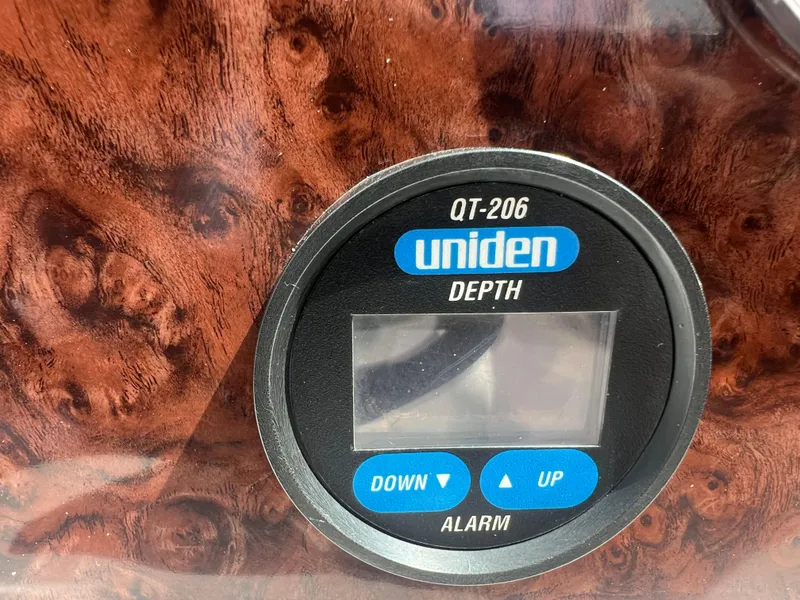 QT-206
uniden
DEPTH
DOWN ▼ ▲ UP
ALARM